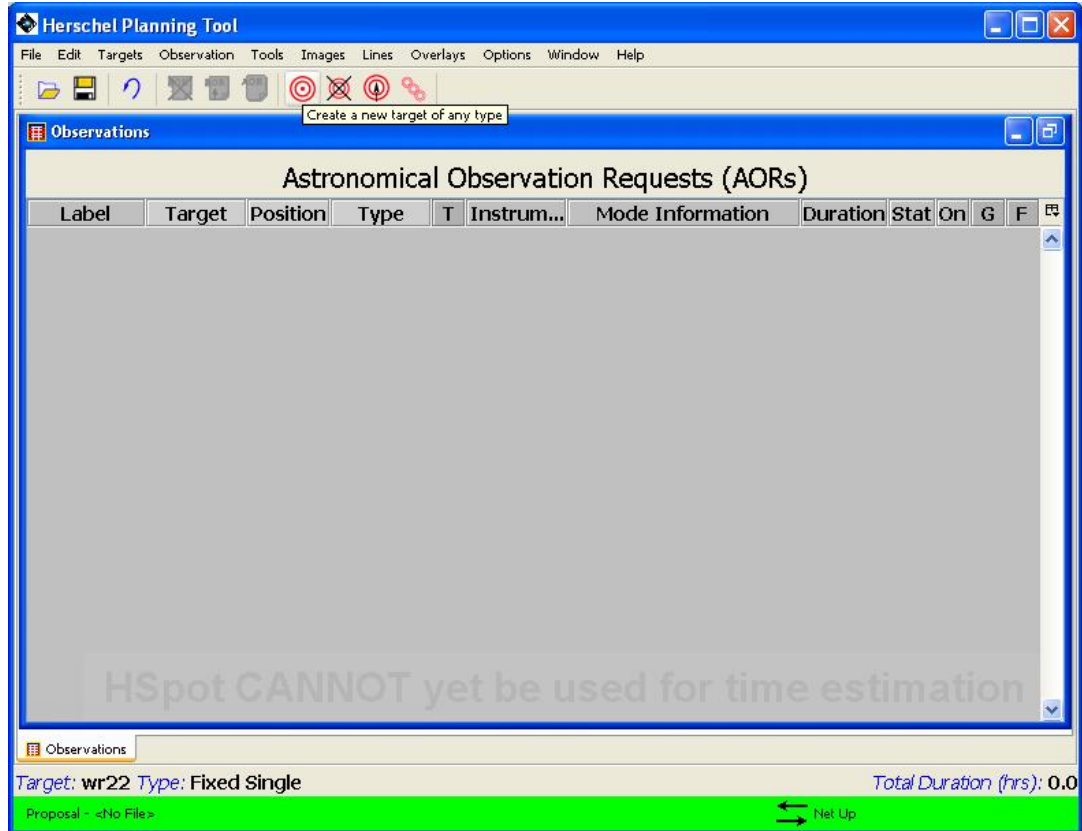 Herschel Planning Tool
File Edit Targets Observation Tools Images Lines Overlays Options Window Help
Create a new target of any type
Observations
Astronomical Observation Requests (AORs)
Label Target Position Type T Instrum... Mode Information Duration Stat On G F
HSpot CANNOT yet be used for time estimation
Observations
Target: wr22 Type: Fixed Single Total Duration (hrs): 0.0
Proposal - <No File> Net Up